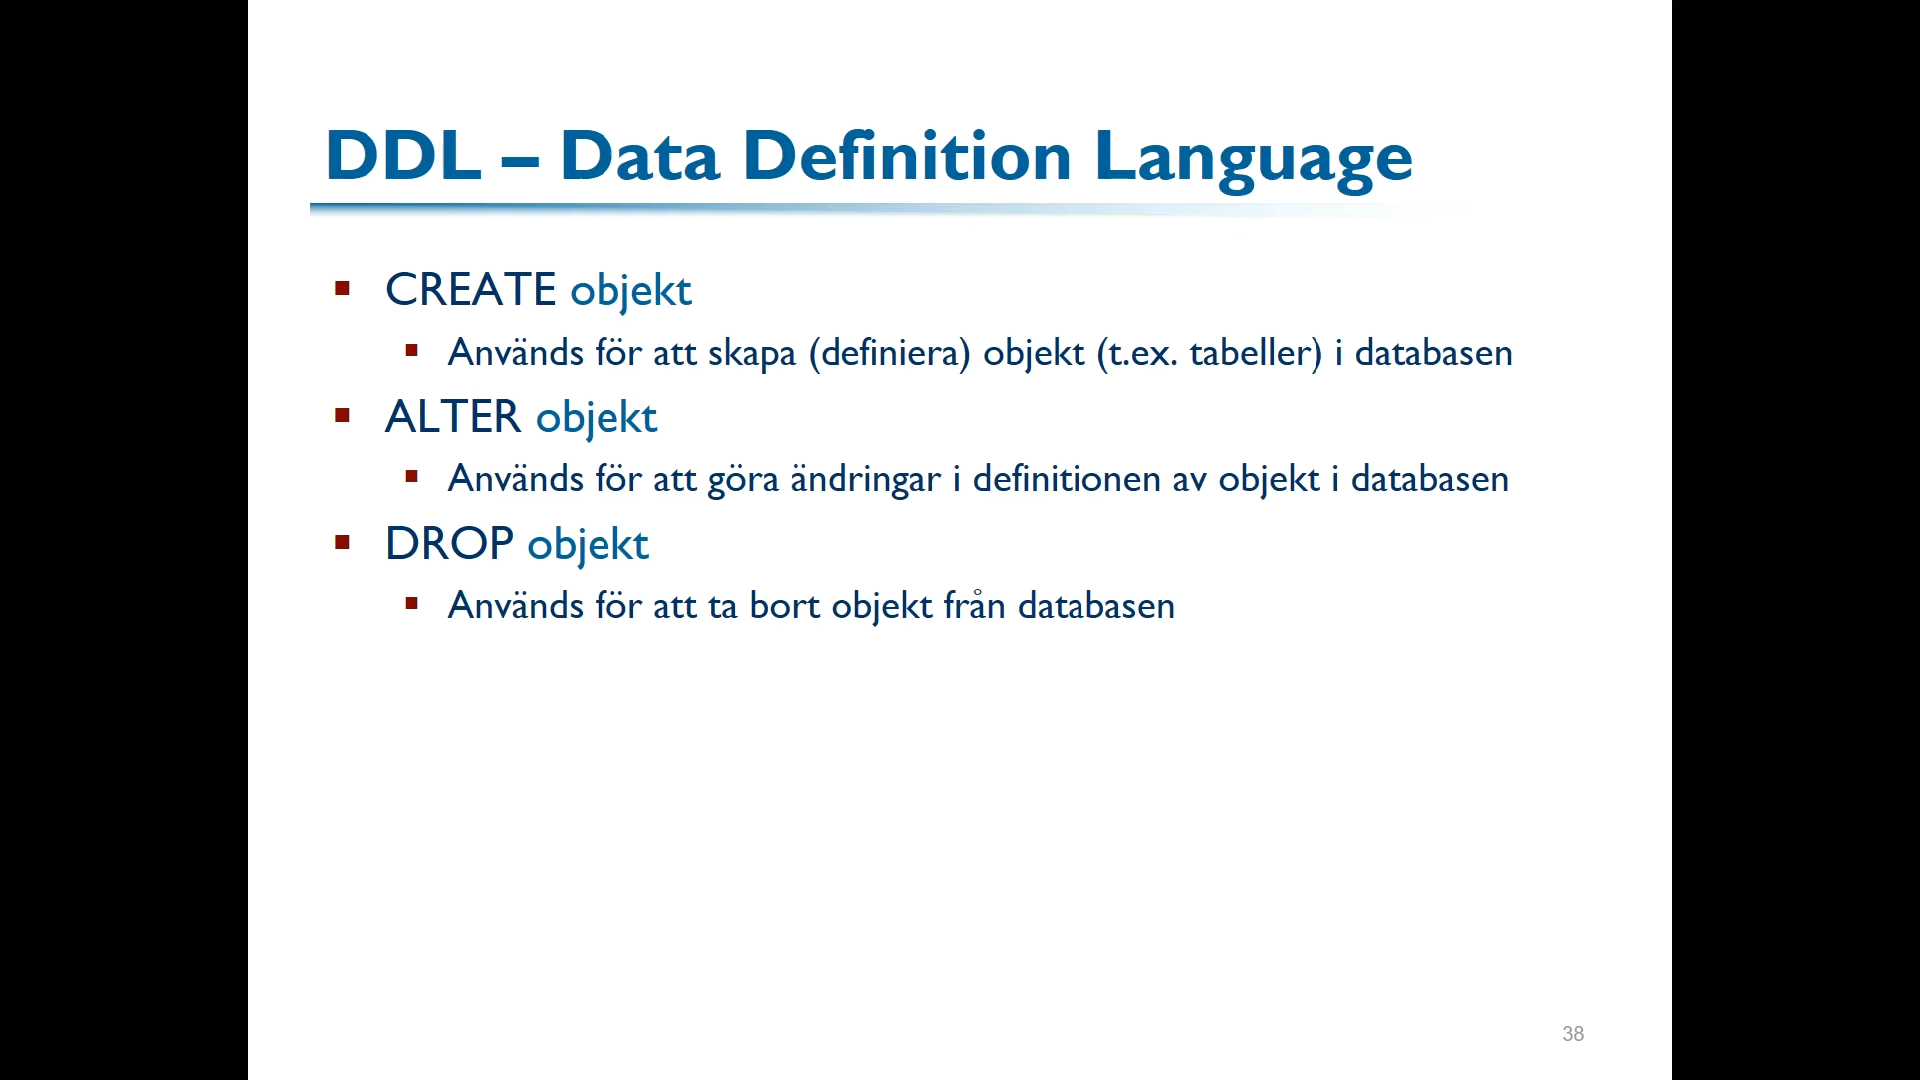 DDL – Data Definition Language
▪ CREATE objekt
▪ Används för att skapa (definiera) objekt (t.ex. tabeller) i databasen
▪ ALTER objekt
▪ Används för att göra ändringar i definitionen av objekt i databasen
▪ DROP objekt
▪ Används för att ta bort objekt från databasen
38